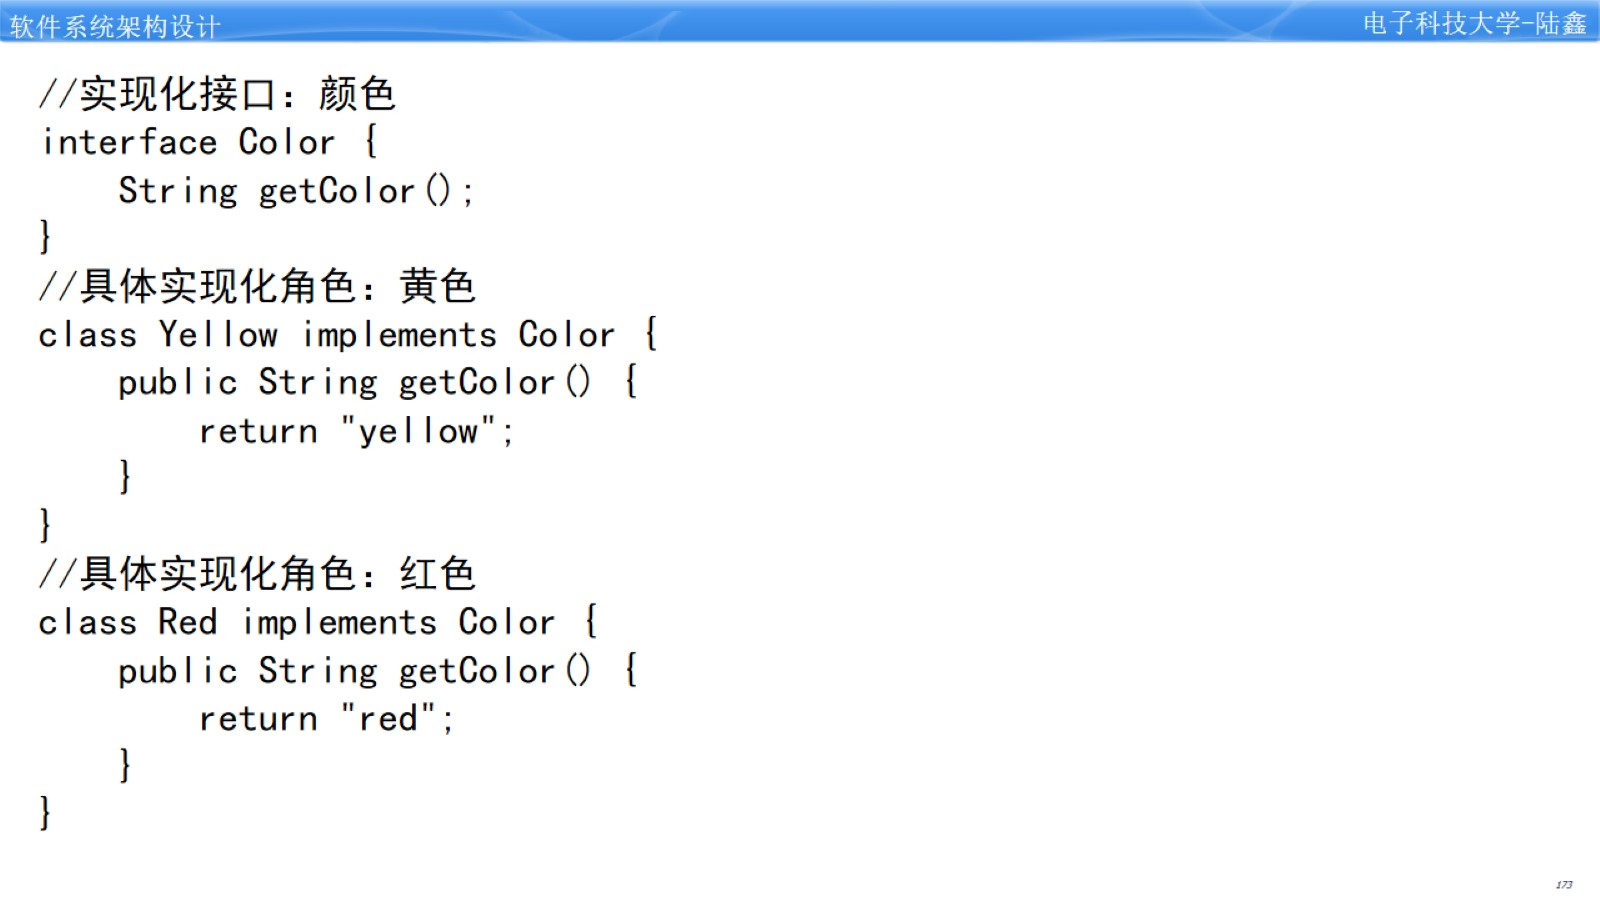 软件系统架构设计
电子科技大学-陆鑫
//实现化接口：颜色
interface Color {
    String getColor();
}
//具体实现化角色：黄色
class Yellow implements Color {
    public String getColor() {
        return "yellow";
    }
}
//具体实现化角色：红色
class Red implements Color {
    public String getColor() {
        return "red";
    }
}
173